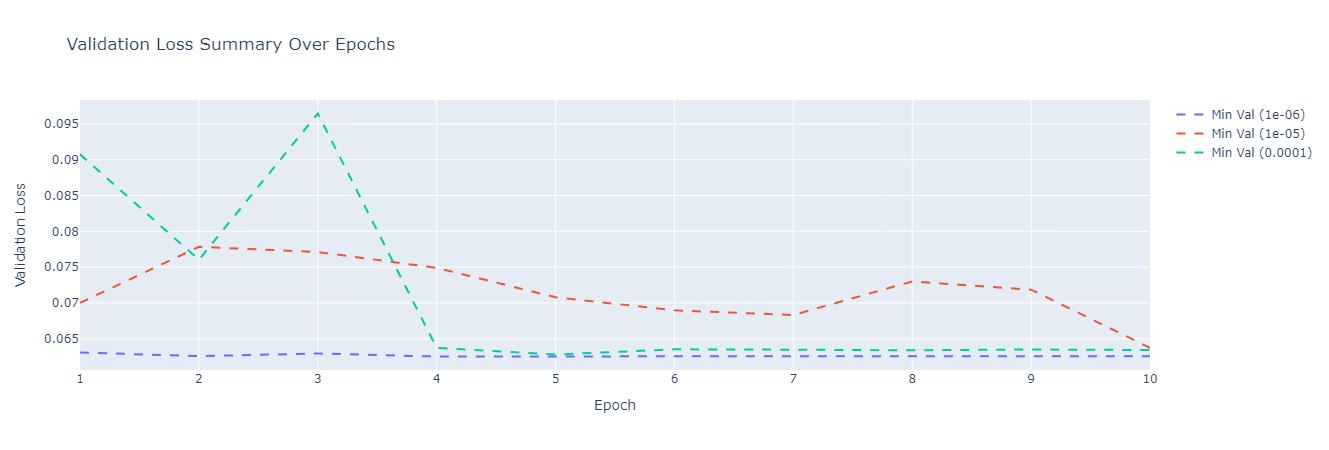 Validation Loss Summary Over Epochs
0.095
0.09
0.085
0.08
0.075
0.07
0.065
Validation Loss
1 2 3 4 5 6 7 8 9 10
Epoch
Min Val (1e-06)
Min Val (1e-05)
Min Val (0.0001)